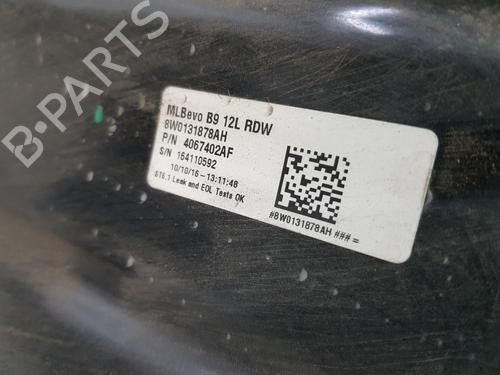 MLBevo B9 12L RDW
8W0131878AH
P/N 4067402AF
S/N 164110592
10/10/16 - 13:11:48
ST6.1 Leak and EOL Tests OK
#8W0131878AH ### =
B-PARTS